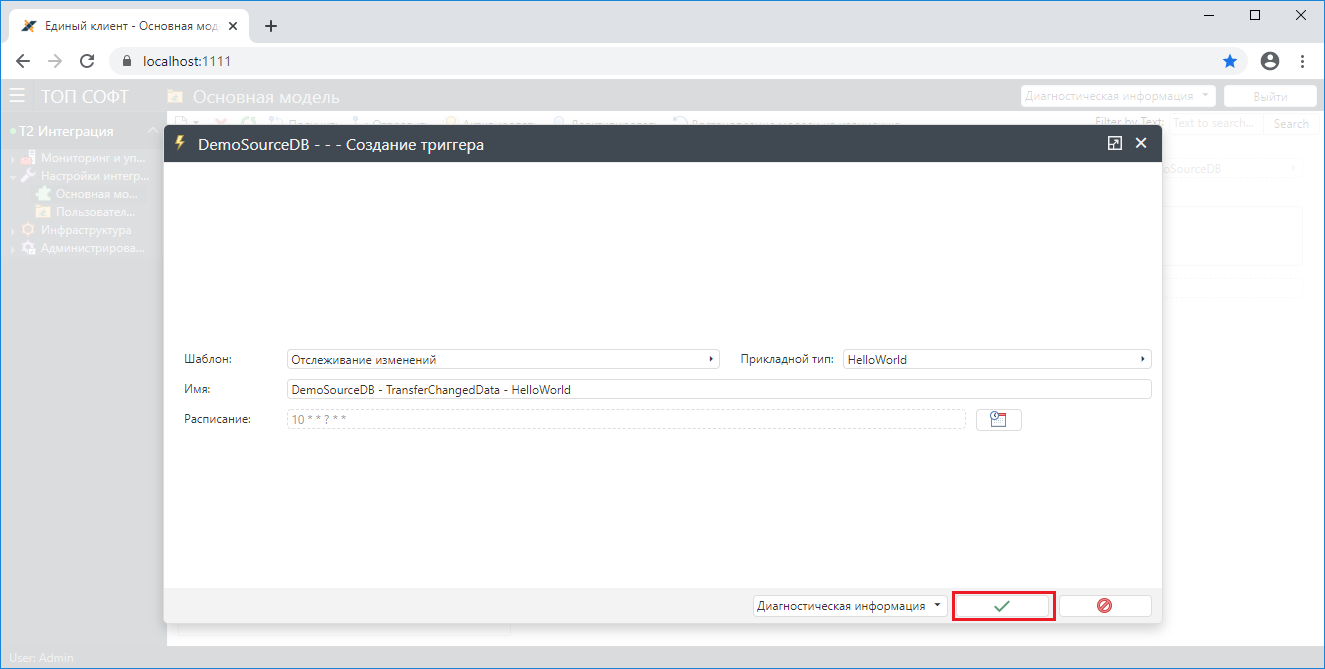 Единый клиент - Основная мод
localhost:1111
ТОП СОФТ
Основная модель
Диагностическая информация
Выйти
Т2 Интеграция
Filter by Text:
Text to search...
Search
DemoSourceDB - - - Создание триггера
Мониторинг и уп...
Настройки интегр...
Основная мо...
Пользовател...
Инфраструктура
Администрирова...
oSourceDB
Шаблон:
Отслеживание изменений
Прикладной тип:
HelloWorld
Имя:
DemoSourceDB - TransferChangedData - HelloWorld
Расписание:
10 * * ? * *
Диагностическая информация
User: Admin